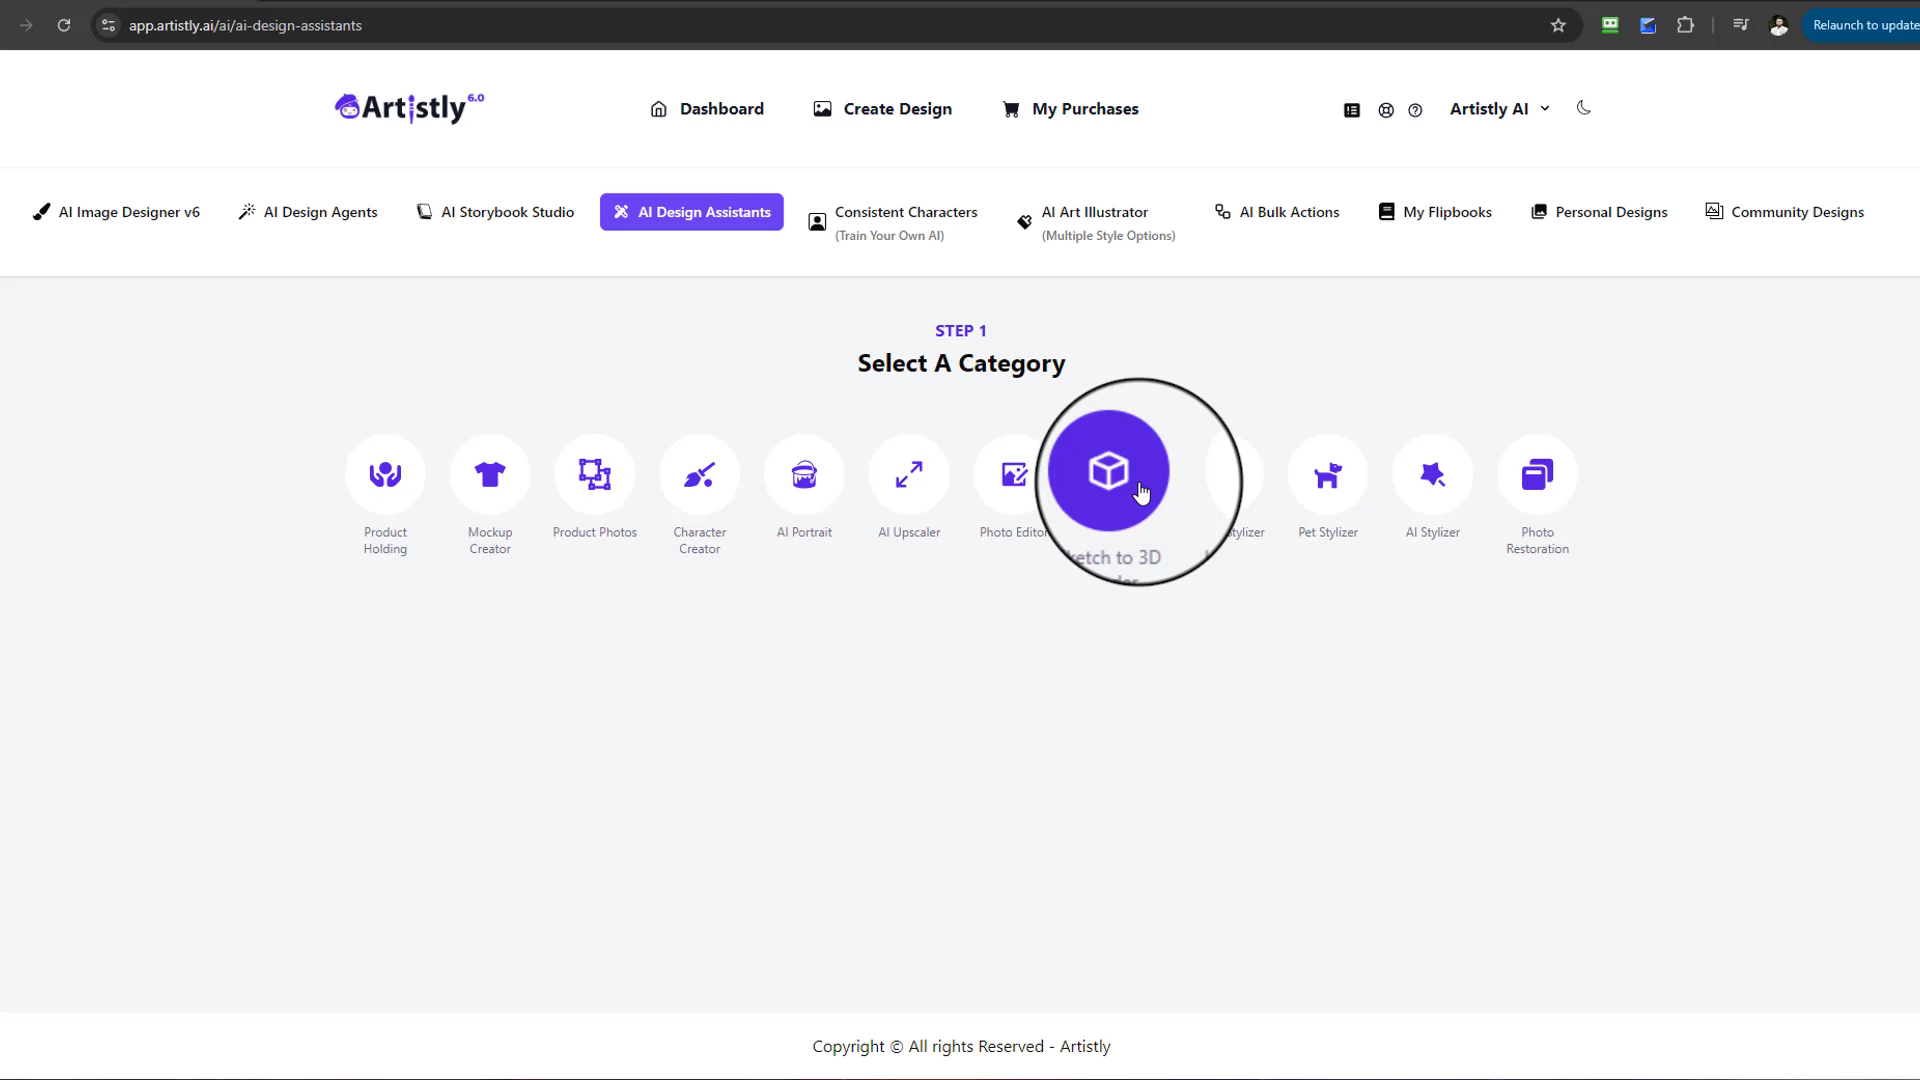 app.artistly.ai/ai/ai-design-assistants
Relaunch to update
Artistly 6.0
Dashboard
Create Design
My Purchases
Artistly AI
AI Image Designer v6
AI Design Agents
AI Storybook Studio
AI Design Assistants
Consistent Characters
(Train Your Own AI)
AI Art Illustrator
(Multiple Style Options)
AI Bulk Actions
My Flipbooks
Personal Designs
Community Designs
STEP 1
Select A Category
Product
Holding
Mockup
Creator
Product Photos
Character
Creator
AI Portrait
AI Upscaler
Photo Editor
etch to 3D
tylizer
Pet Stylizer
AI Stylizer
Photo
Restoration
Copyright © All rights Reserved - Artistly